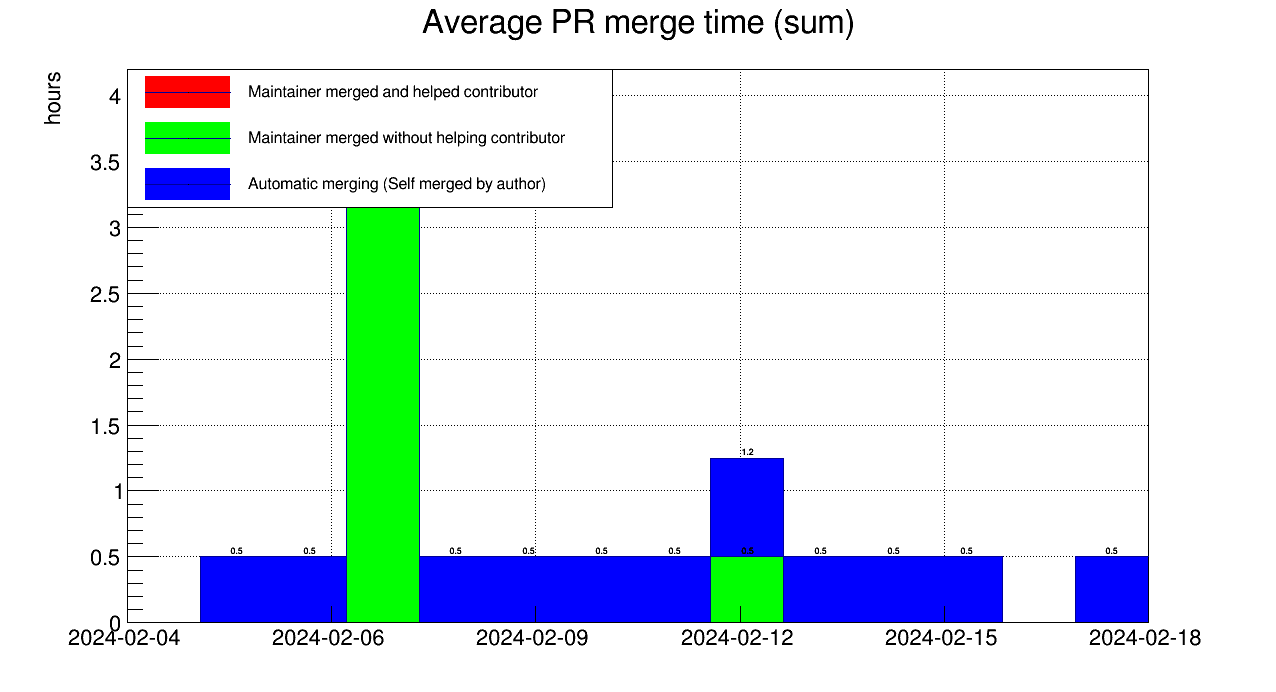 Average PR merge time (sum)
hours
Maintainer merged and helped contributor
Maintainer merged without helping contributor
Automatic merging (Self merged by author)
4
3.5
3
2.5
2
1.5
1
0.5
0
1.2
0.5 0.5 0.5 0.5 0.5 0.5 0.5 0.5 0.5 0.5 0.5
2024-02-04 2024-02-06 2024-02-09 2024-02-12 2024-02-15 2024-02-18